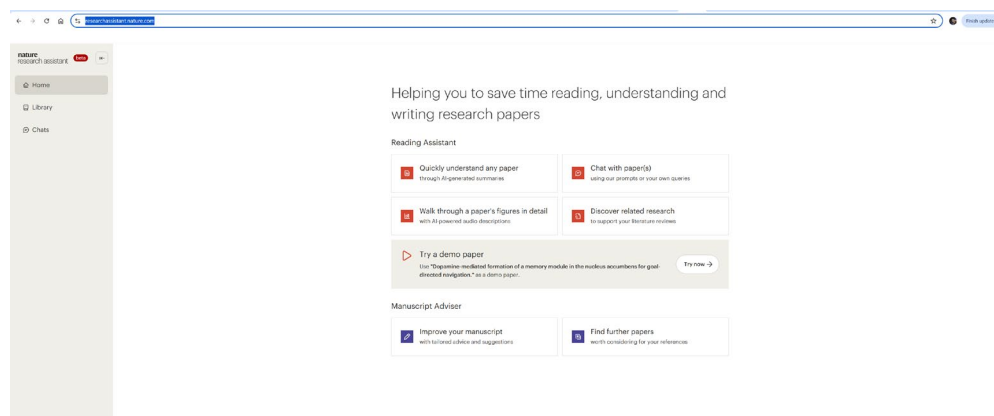 researchassistant.nature.com
Finish update
nature
research assistant
beta
Home
Library
Chats
Helping you to save time reading, understanding and
writing research papers
Reading Assistant
Quickly understand any paper
through AI-generated summaries
Chat with paper(s)
using our prompts or your own queries
Walk through a paper's figures in detail
with AI-powered audio descriptions
Discover related research
to support your literature reviews
Try a demo paper
Use "Dopamine-mediated formation of a memory module in the nucleus accumbens for goal-
directed navigation." as a demo paper.
Try now →
Manuscript Adviser
Improve your manuscript
with tailored advice and suggestions
Find further papers
worth considering for your references